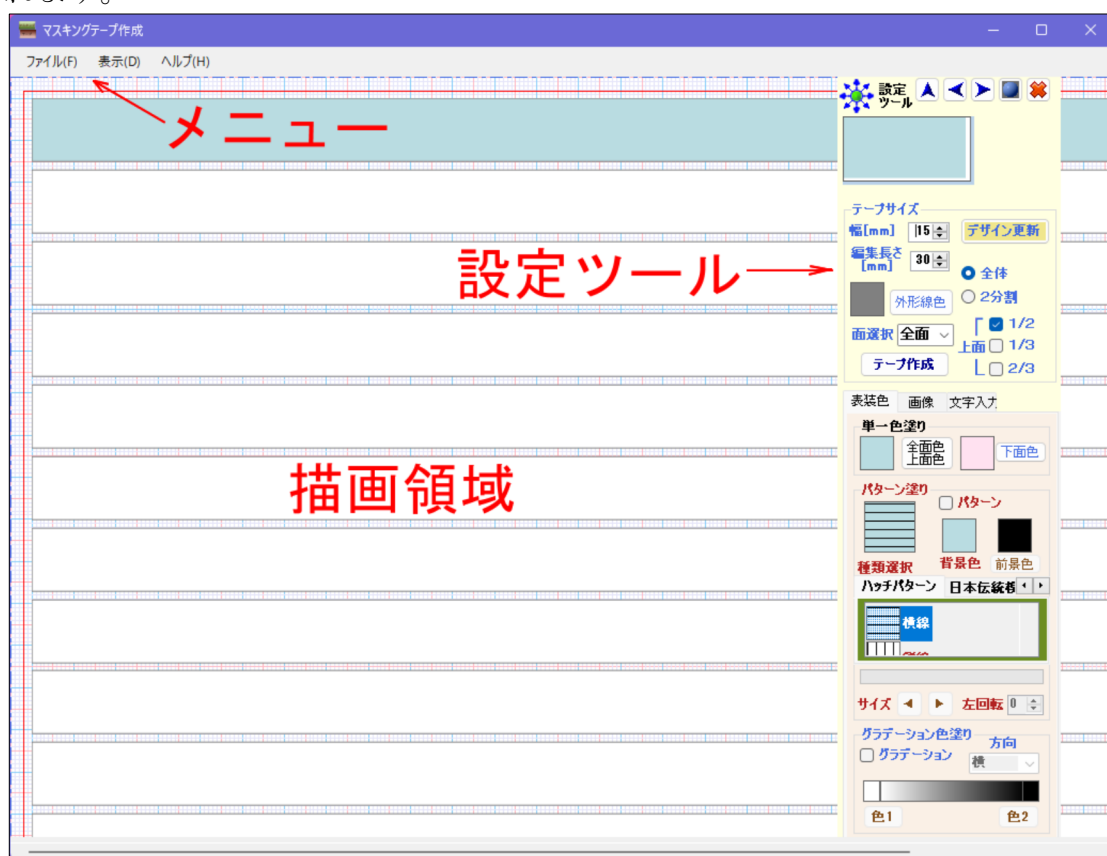 れます。
マスキングテープ作成
ファイル(F) 表示(D) ヘルプ(H)
メニュー
設定
ツール
テープサイズ
幅[mm] 15 デザイン更新
設定ツール
編集長さ
[mm] 30
全体
外形線色 2分割
面選択 全面 1/2
上面 1/3
テープ作成 2/3
表装色 画像 文字入力
単一色塗り
全面色
上面色 下面色
描画領域
パターン塗り
パターン
種類選択 背景色 前景色
ハッチパターン 日本伝統
横線
サイズ 左回転 0
グラデーション色塗り
方向
グラデーション 横
色1 色2